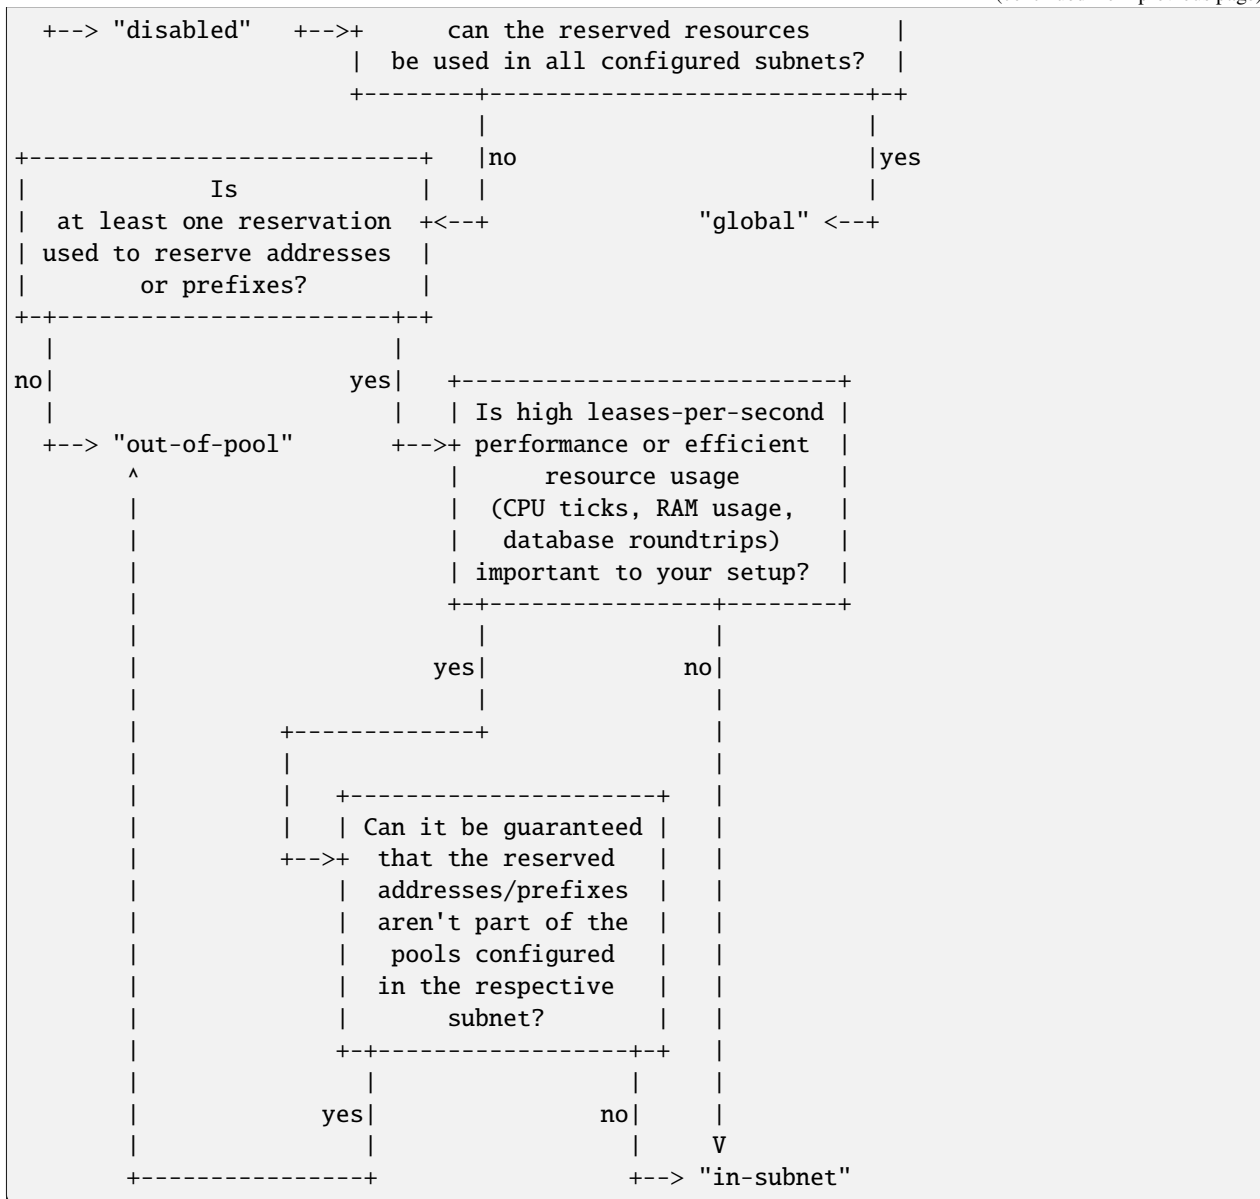 +--> "disabled"   +-->+      can the reserved resources      |
                        |  be used in all configured subnets?  |
                        +--------+---------------------------+-+
                                 |                           |
+----------------------------+   |no                         |yes
|             Is             |   |                           |
|  at least one reservation  +<--+               "global" <--+
| used to reserve addresses  |
|        or prefixes?        |
+-+------------------------+-+
  |                        |
no|                     yes|   +---------------------------+
  |                        |   | Is high leases-per-second |
  +--> "out-of-pool"       +-->+ performance or efficient  |
        ^                      |      resource usage       |
        |                      |  (CPU ticks, RAM usage,   |
        |                      |   database roundtrips)    |
        |                      | important to your setup?  |
        |                      +-+----------------+--------+
        |                        |                |
        |                     yes|              no|
        |                        |                |
        |          +-------------+                |
        |          |                              |
        |          |   +----------------------+   |
        |          |   | Can it be guaranteed |   |
        |          +-->+  that the reserved   |   |
        |              |  addresses/prefixes  |   |
        |              |  aren't part of the  |   |
        |              |   pools configured   |   |
        |              |  in the respective   |   |
        |              |       subnet?        |   |
        |              +-+------------------+-+   |
        |                |                  |     |
        |             yes|                no|     |
        |                |                  |     V
        +----------------+                  +--> "in-subnet"